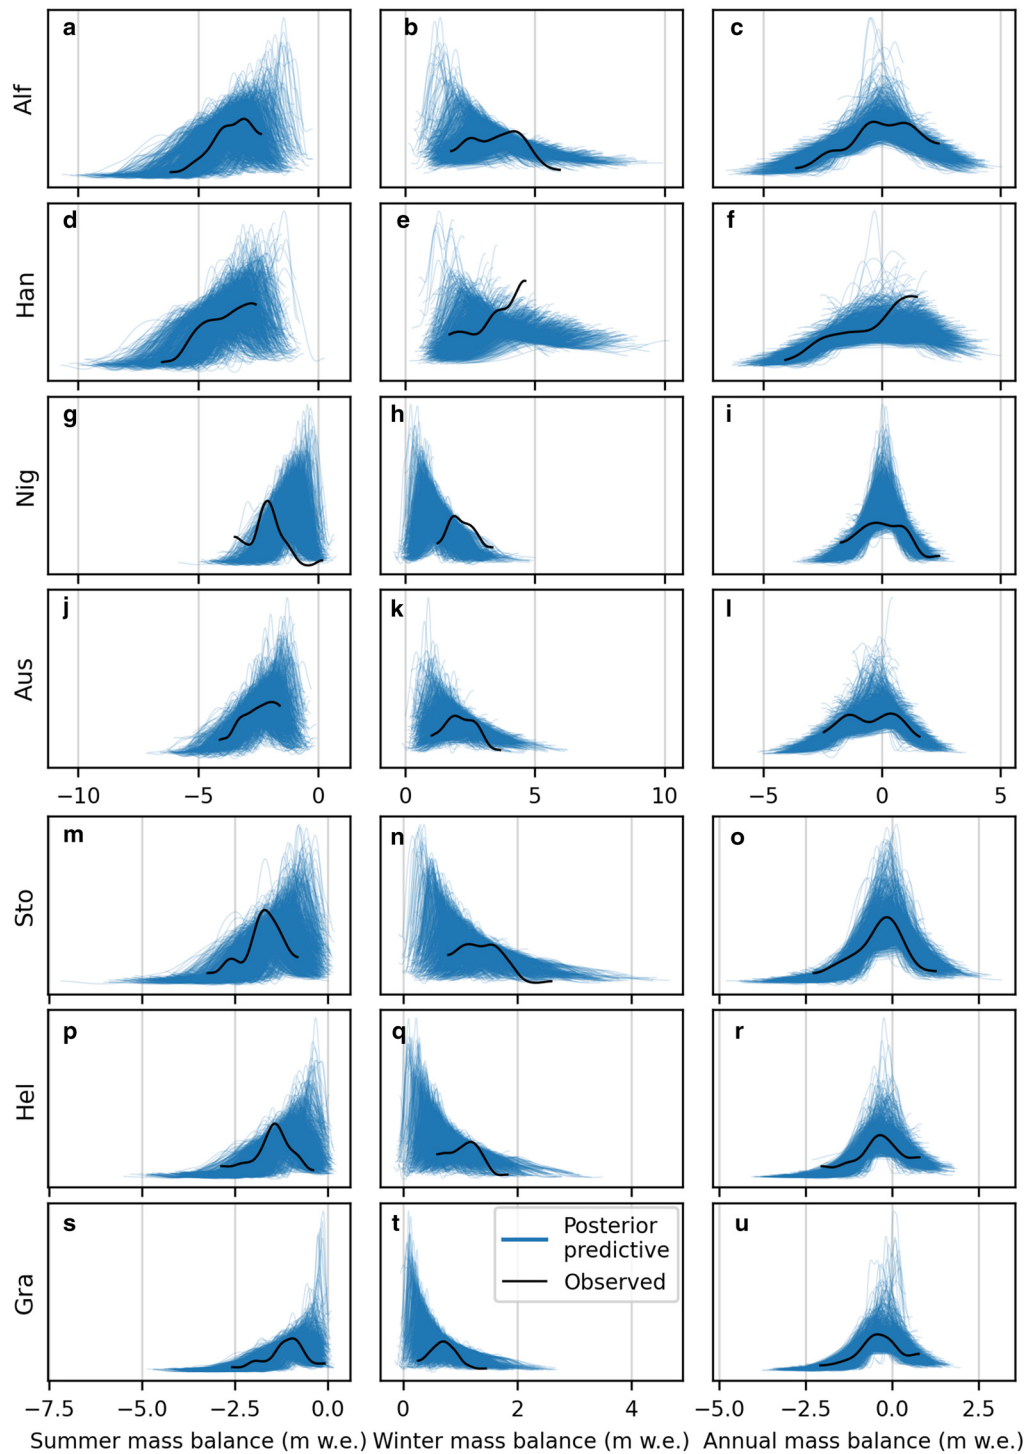 a b c
Alf
d e f
Han
g h i
Nig
j k l
Aus
−10 −5 0 0 5 10 −5 0 5
m n o
Sto
p q r
Hel
s t u
Gra
Posterior
predictive
Observed
−7.5 −5.0 −2.5 0.0 0 2 4 −5.0 −2.5 0.0 2.5
Summer mass balance (m w.e.) Winter mass balance (m w.e.) Annual mass balance (m w.e.)